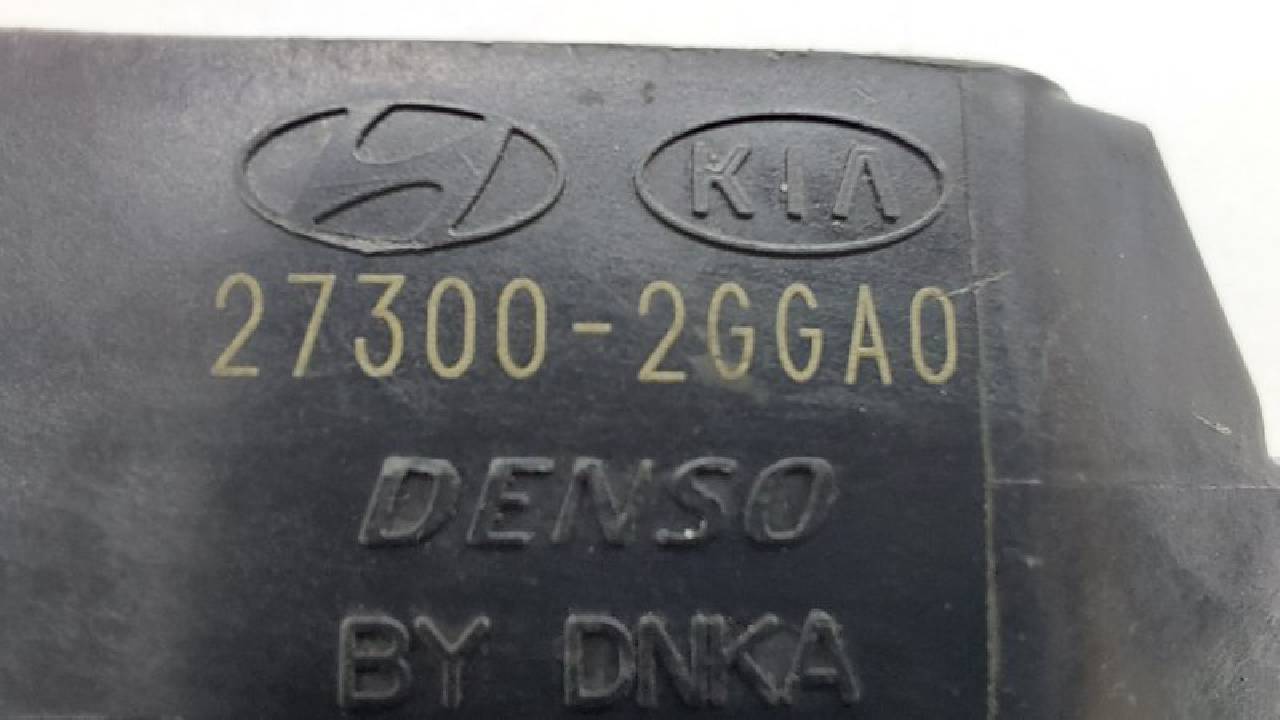 KIA
27300-2GGA0
DENSO
BY DNKA